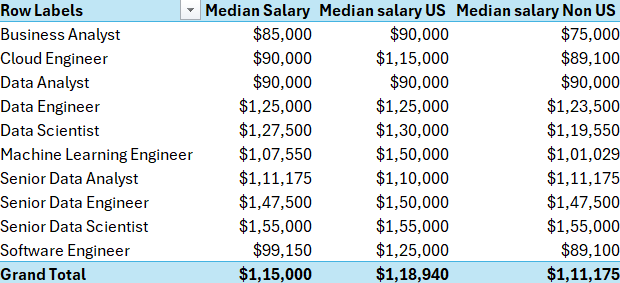 Row Labels Median Salary Median salary US Median salary Non US
Business Analyst $85,000 $90,000 $75,000
Cloud Engineer $90,000 $1,15,000 $89,100
Data Analyst $90,000 $90,000 $90,000
Data Engineer $1,25,000 $1,25,000 $1,23,500
Data Scientist $1,27,500 $1,30,000 $1,19,550
Machine Learning Engineer $1,07,550 $1,50,000 $1,01,029
Senior Data Analyst $1,11,175 $1,10,000 $1,11,175
Senior Data Engineer $1,47,500 $1,50,000 $1,47,500
Senior Data Scientist $1,55,000 $1,55,000 $1,55,000
Software Engineer $99,150 $1,25,000 $89,100
Grand Total $1,15,000 $1,18,940 $1,11,175